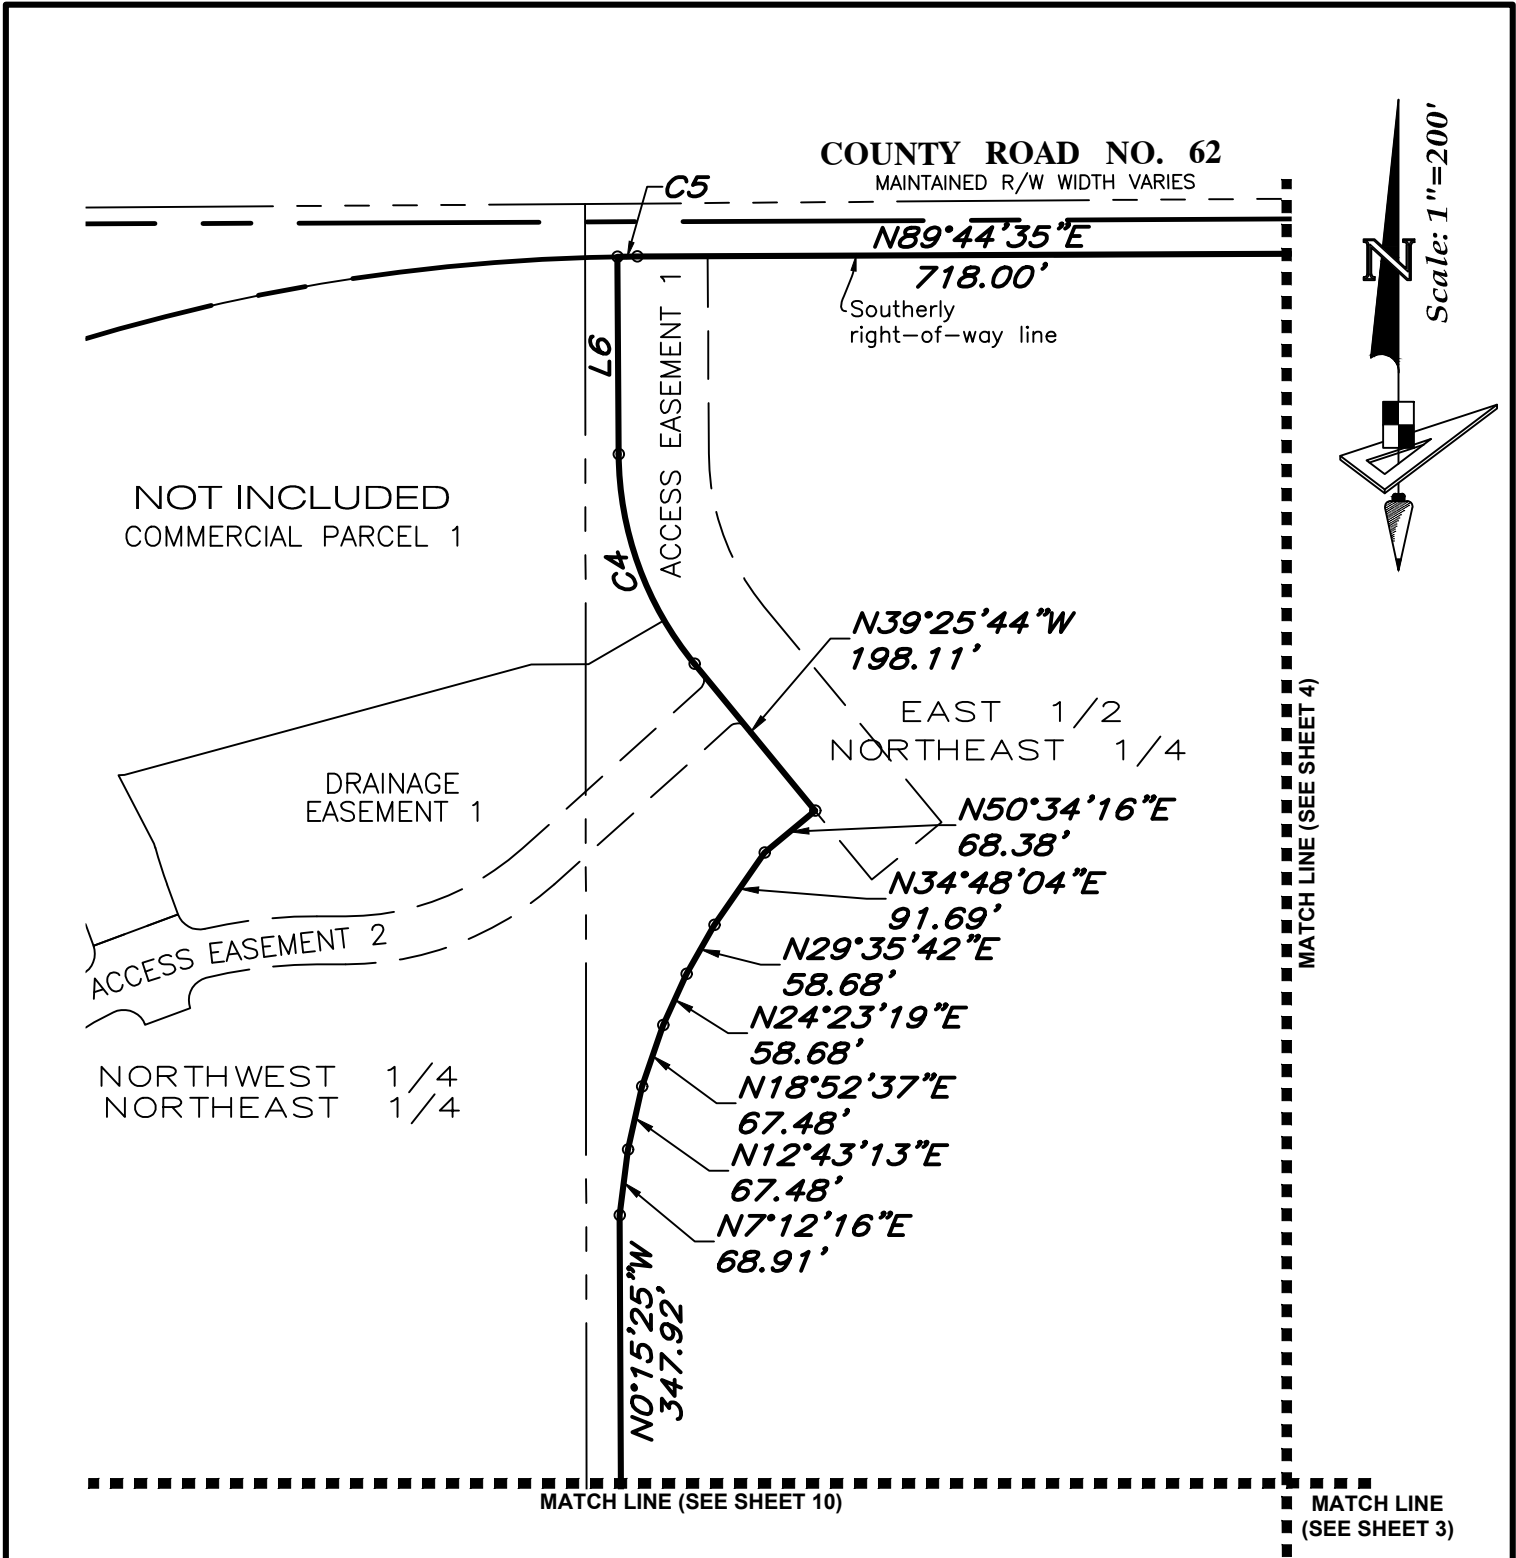 COUNTY ROAD NO. 62
MAINTAINED R/W WIDTH VARIES
C5
N89°44'35"E
718.00'
Southerly
right-of-way line
N
Scale: 1"=200'
L6
ACCESS EASEMENT 1
NOT INCLUDED
COMMERCIAL PARCEL 1
C4
N39°25'44"W
198.11'
EAST 1/2
NORTHEAST 1/4
MATCH LINE (SEE SHEET 4)
DRAINAGE
EASEMENT 1
N50°34'16"E
68.38'
N34°48'04"E
91.69'
ACCESS EASEMENT 2
N29°35'42"E
58.68'
N24°23'19"E
58.68'
NORTHWEST 1/4
NORTHEAST 1/4
N18°52'37"E
67.48'
N12°43'13"E
67.48'
N7°12'16"E
68.91'
N0°15'25"W
347.92'
MATCH LINE (SEE SHEET 10)
MATCH LINE
(SEE SHEET 3)